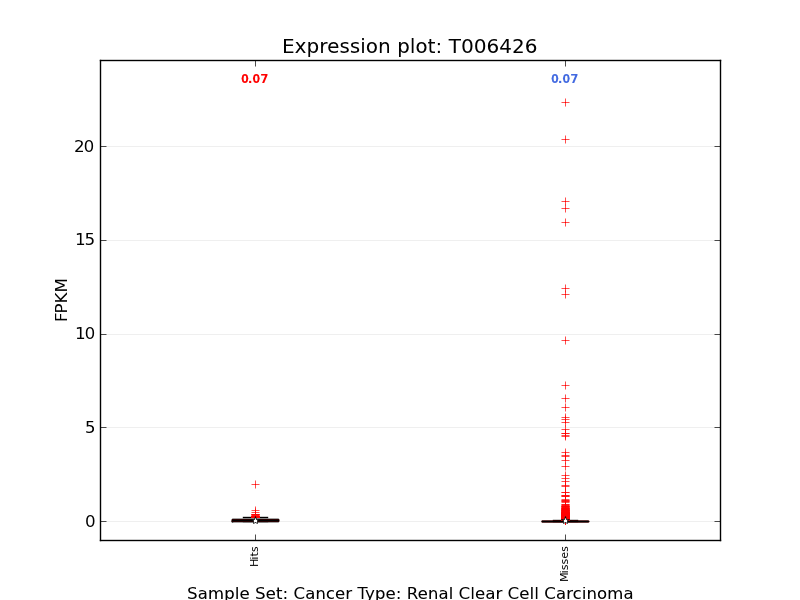 Expression plot: T006426
0.07 0.07
20
15
10
5
0
FPKM
Hits Misses
Sample Set: Cancer Type: Renal Clear Cell Carcinoma